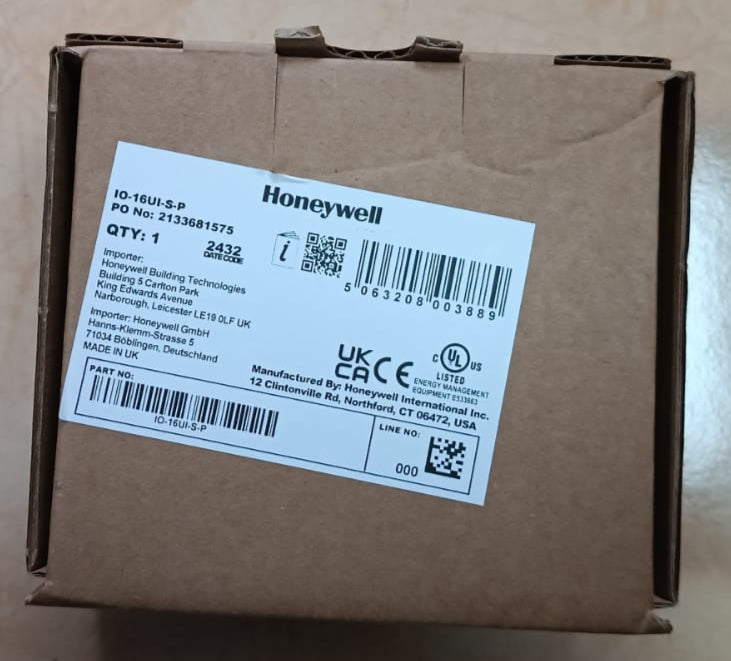 Honeywell
IO-16UI-S-P
PO No: 2133681575
QTY: 1
2432
DATE CODE
i
5 063208 003889
Importer:
Honeywell Building Technologies
Building 5 Carlton Park
King Edwards Avenue
Narborough, Leicester LE19 0LF UK
Importer: Honeywell GmbH
Hanns-Klemm-Strasse 5
71034 Böblingen, Deutschland
MADE IN UK
UK
CA
CE
C UL US
LISTED
ENERGY MANAGEMENT
EQUIPMENT E533663
Manufactured By: Honeywell International Inc.
12 Clintonville Rd, Northford, CT 06472, USA
PART NO:
IO-16UI-S-P
LINE NO:
000